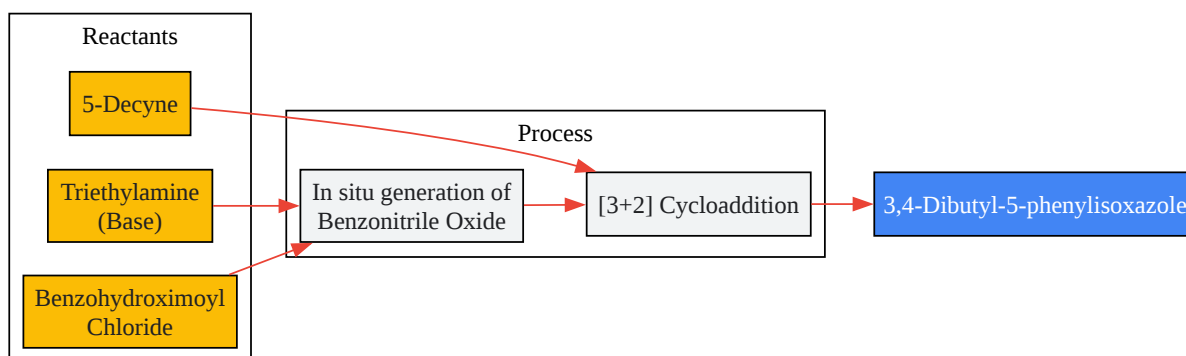 Reactants
5-Decyne
Triethylamine
(Base)
Benzohydroximoyl
Chloride
Process
In situ generation of
Benzonitrile Oxide
[3+2] Cycloaddition
3,4-Dibutyl-5-phenylisoxazole